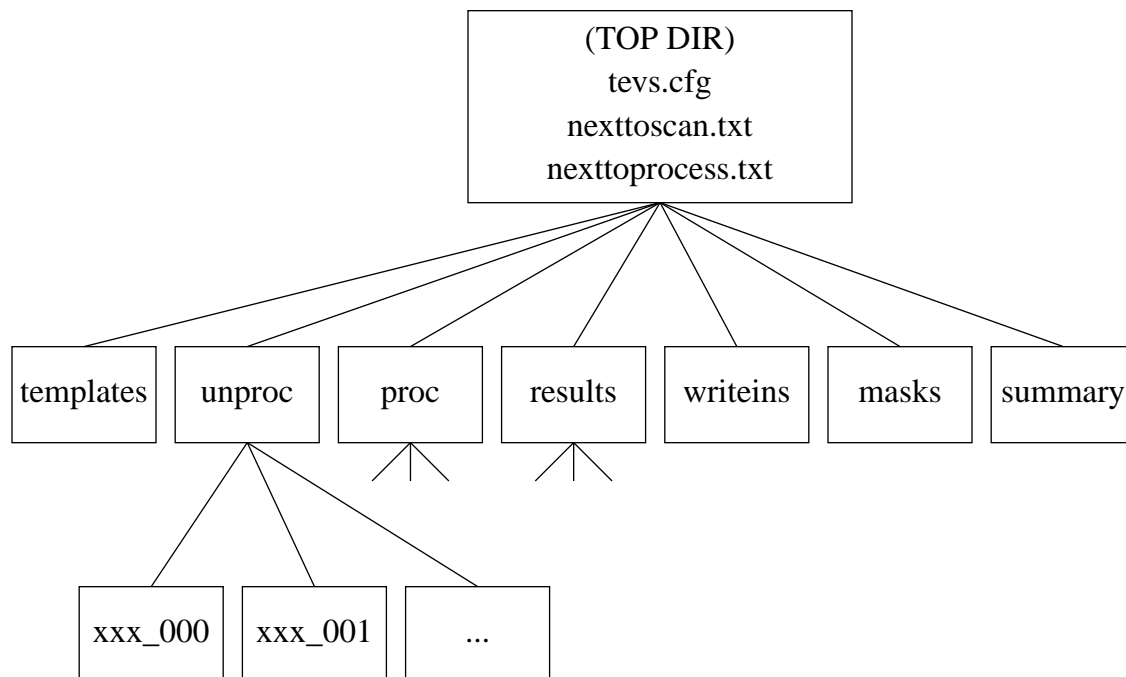 (TOP DIR)
tevs.cfg
nexttoscan.txt
nexttoprocess.txt
templates
unproc
proc
results
writeins
masks
summary
xxx_000
xxx_001
...